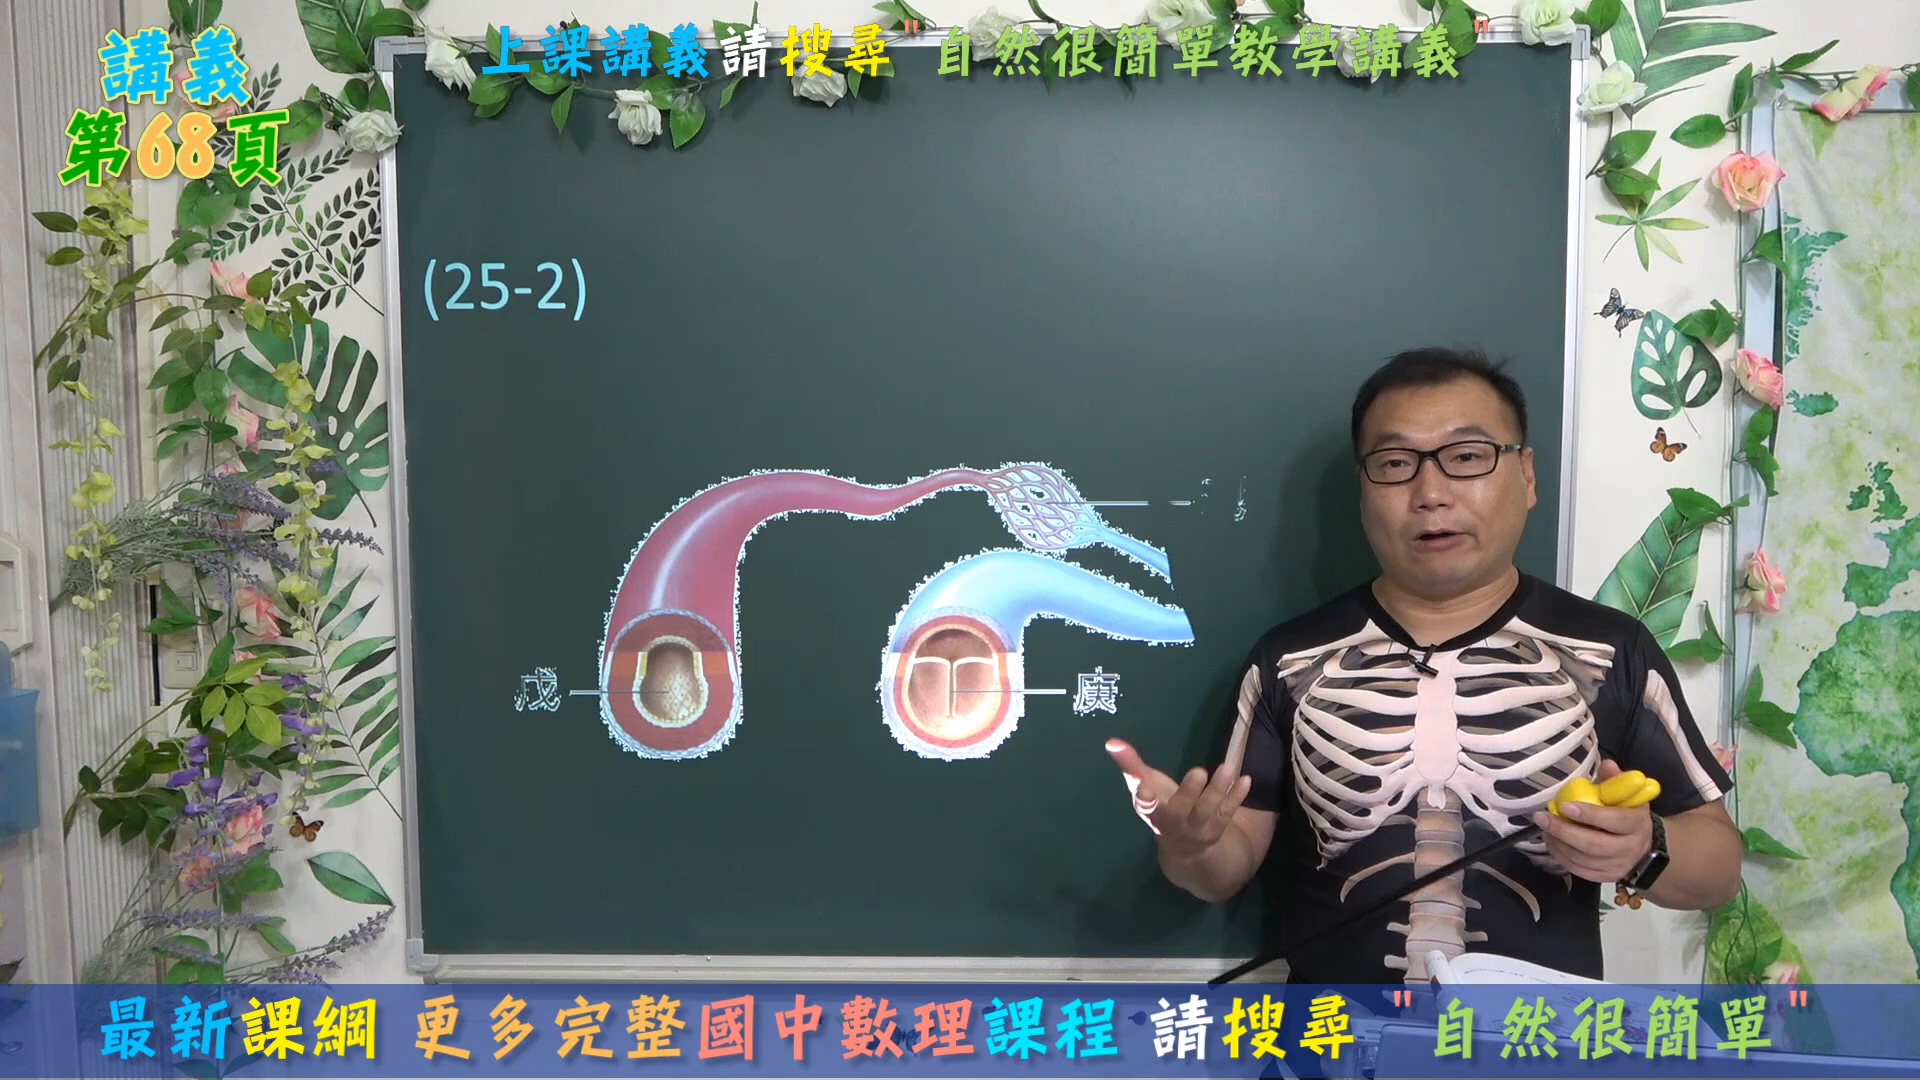 上課講義請搜尋"自然很簡單教學講義"
講義
第68頁
(25-2)
戊
庚
最新課綱 更多完整國中數理課程 請搜尋"自然很簡單"